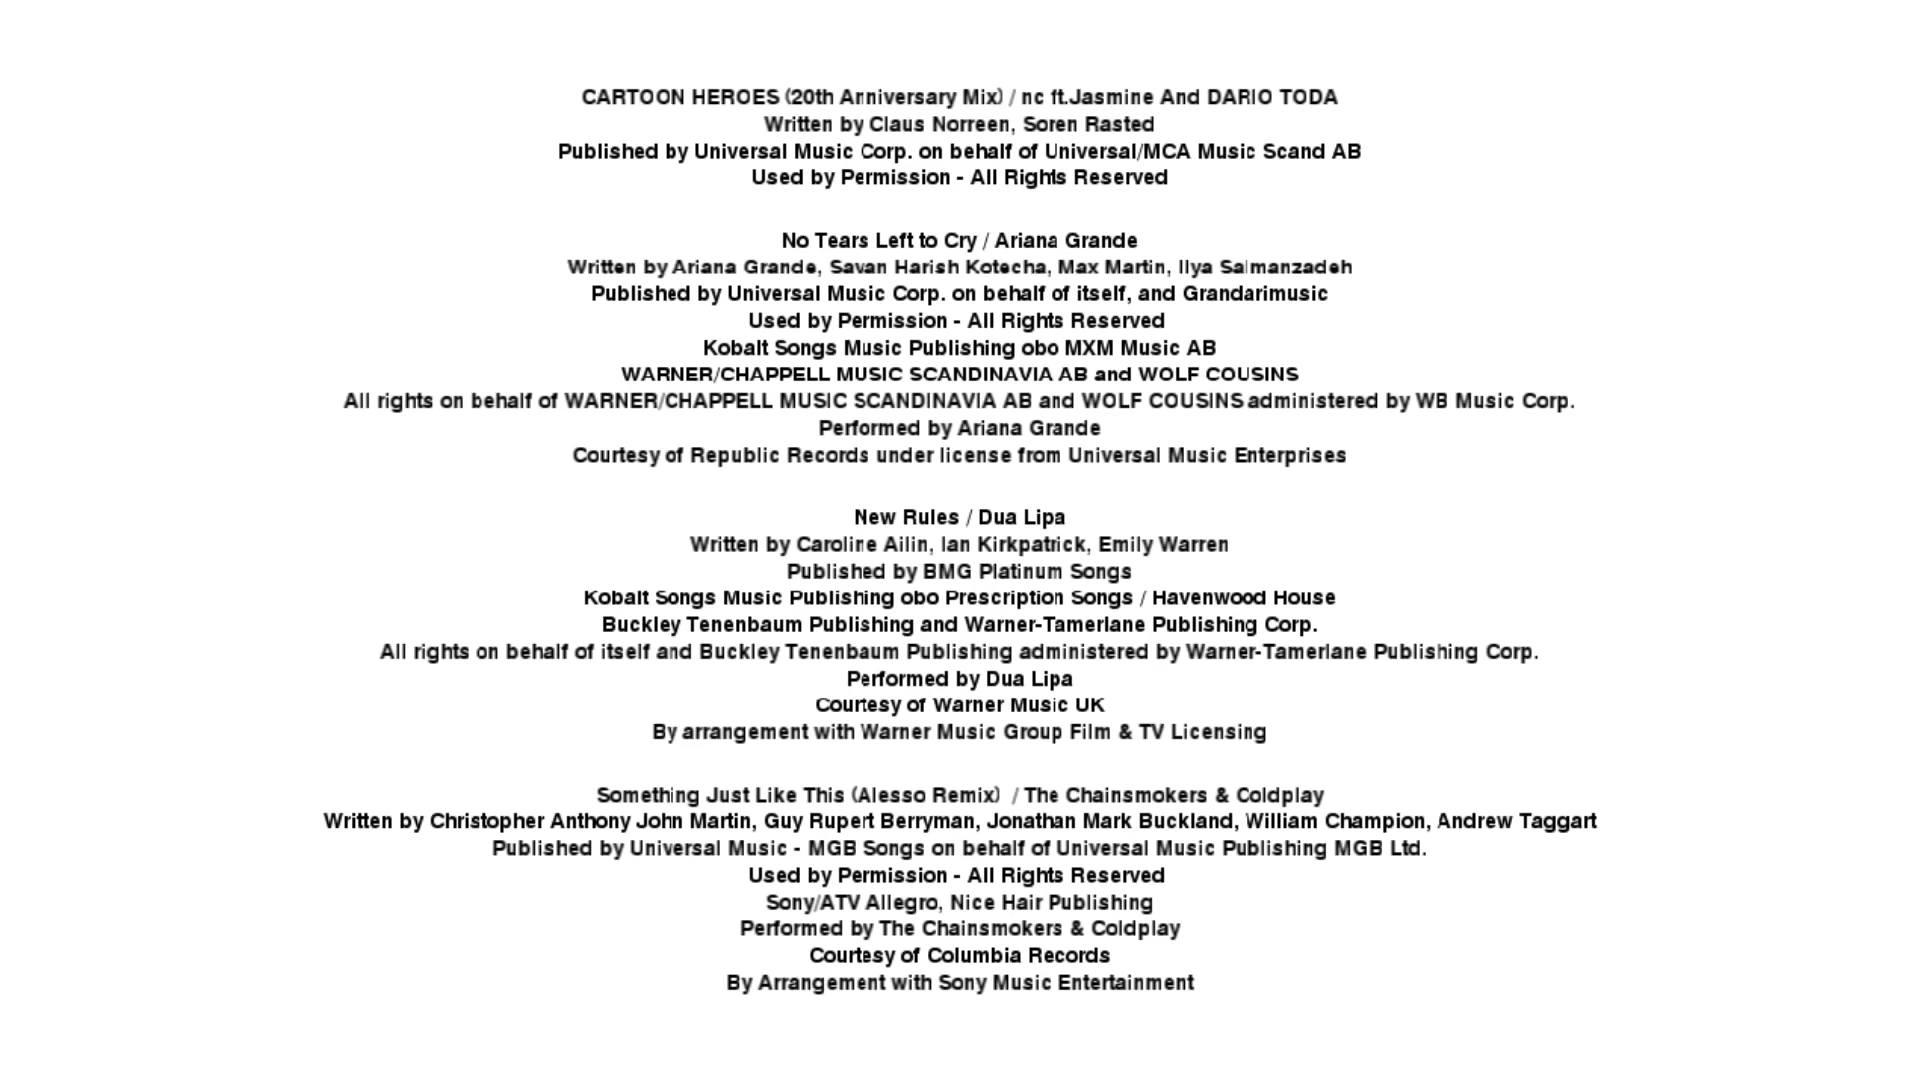 CARTOON HEROES (20th Anniversary Mix) / nc ft.Jasmine And DARIO TODA
Written by Claus Norreen, Soren Rasted
Published by Universal Music Corp. on behalf of Universal/MCA Music Scand AB
Used by Permission - All Rights Reserved
No Tears Left to Cry / Ariana Grande
Written by Ariana Grande, Savan Harish Kotecha, Max Martin, Ilya Salmanzadeh
Published by Universal Music Corp. on behalf of itself, and Grandarimusic
Used by Permission - All Rights Reserved
Kobalt Songs Music Publishing obo MXM Music AB
WARNER/CHAPPELL MUSIC SCANDINAVIA AB and WOLF COUSINS
All rights on behalf of WARNER/CHAPPELL MUSIC SCANDINAVIA AB and WOLF COUSINS administered by WB Music Corp.
Performed by Ariana Grande
Courtesy of Republic Records under license from Universal Music Enterprises
New Rules / Dua Lipa
Written by Caroline Ailin, Ian Kirkpatrick, Emily Warren
Published by BMG Platinum Songs
Kobalt Songs Music Publishing obo Prescription Songs / Havenwood House
Buckley Tenenbaum Publishing and Warner-Tamerlane Publishing Corp.
All rights on behalf of itself and Buckley Tenenbaum Publishing administered by Warner-Tamerlane Publishing Corp.
Performed by Dua Lipa
Courtesy of Warner Music UK
By arrangement with Warner Music Group Film & TV Licensing
Something Just Like This (Alesso Remix) / The Chainsmokers & Coldplay
Written by Christopher Anthony John Martin, Guy Rupert Berryman, Jonathan Mark Buckland, William Champion, Andrew Taggart
Published by Universal Music - MGB Songs on behalf of Universal Music Publishing MGB Ltd.
Used by Permission - All Rights Reserved
Sony/ATV Allegro, Nice Hair Publishing
Performed by The Chainsmokers & Coldplay
Courtesy of Columbia Records
By Arrangement with Sony Music Entertainment